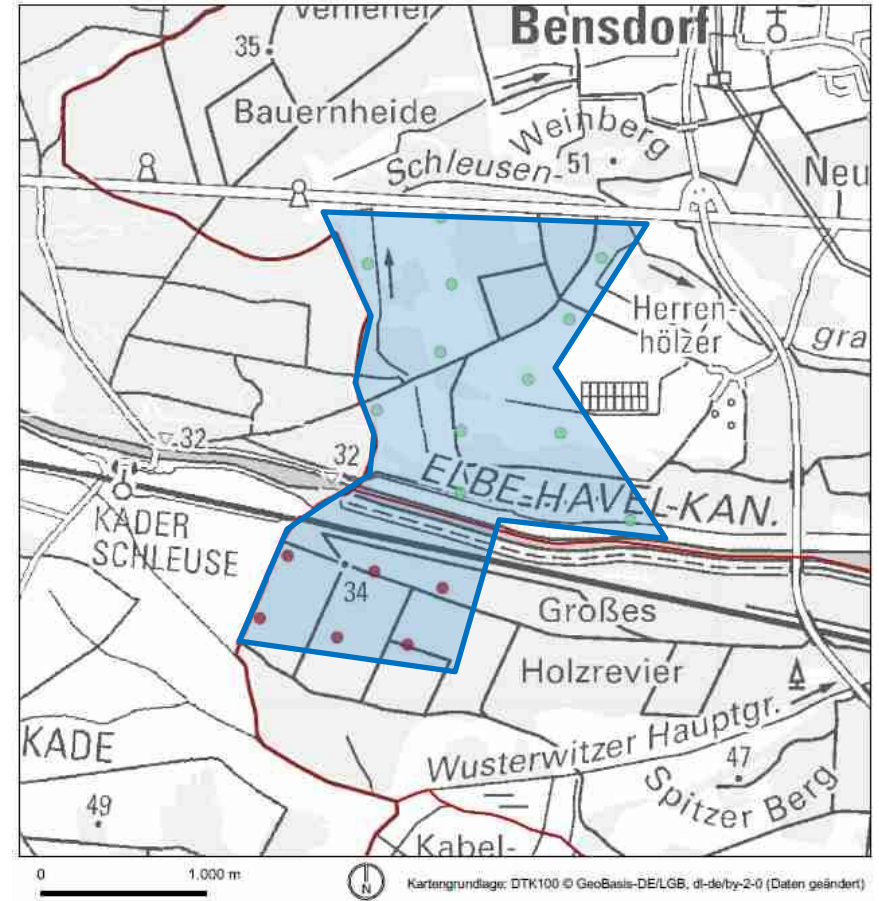 Bensdorf
35
Bauernheide
Weinberg
Schleusen-
51
Neu
Herren-
hölzer
gra
32
32
ELBE-HAVEL-KAN.
KADER
SCHLEUSE
34
Großes
Holzrevier
Wusterwitzer Hauptgr.
KADE
47
Spitzer Berg
49
Kabel-
0
1.000 m
N
Kartengrundlage: DTK100 © GeoBasis-DE/LGB, dl-de/by-2-0 (Daten geändert)